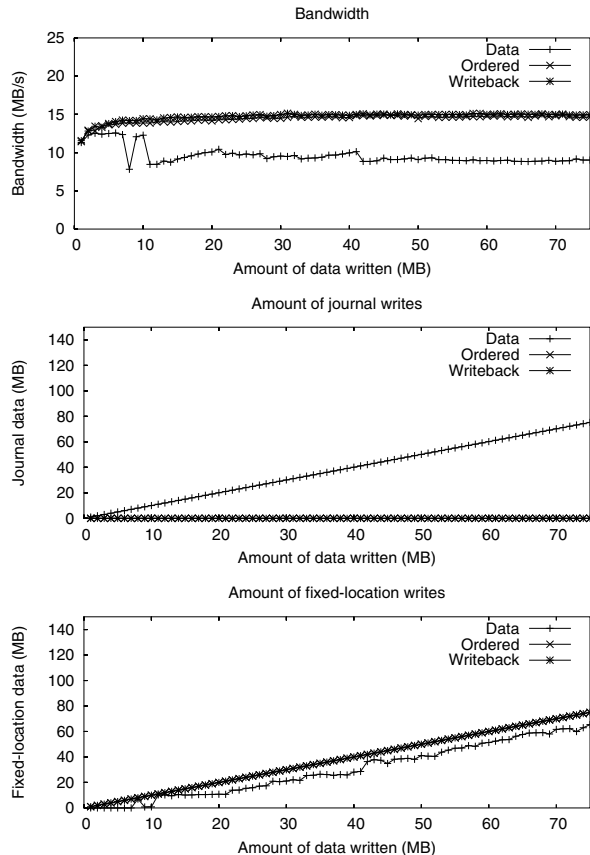 Bandwidth
25
20
15
10
5
0
Bandwidth (MB/s)
Data
Ordered
Writeback
0 10 20 30 40 50 60 70
Amount of data written (MB)
Amount of journal writes
140
120
100
80
60
40
20
0
Journal data (MB)
Data
Ordered
Writeback
0 10 20 30 40 50 60 70
Amount of data written (MB)
Amount of fixed-location writes
140
120
100
80
60
40
20
0
Fixed-location data (MB)
Data
Ordered
Writeback
0 10 20 30 40 50 60 70
Amount of data written (MB)